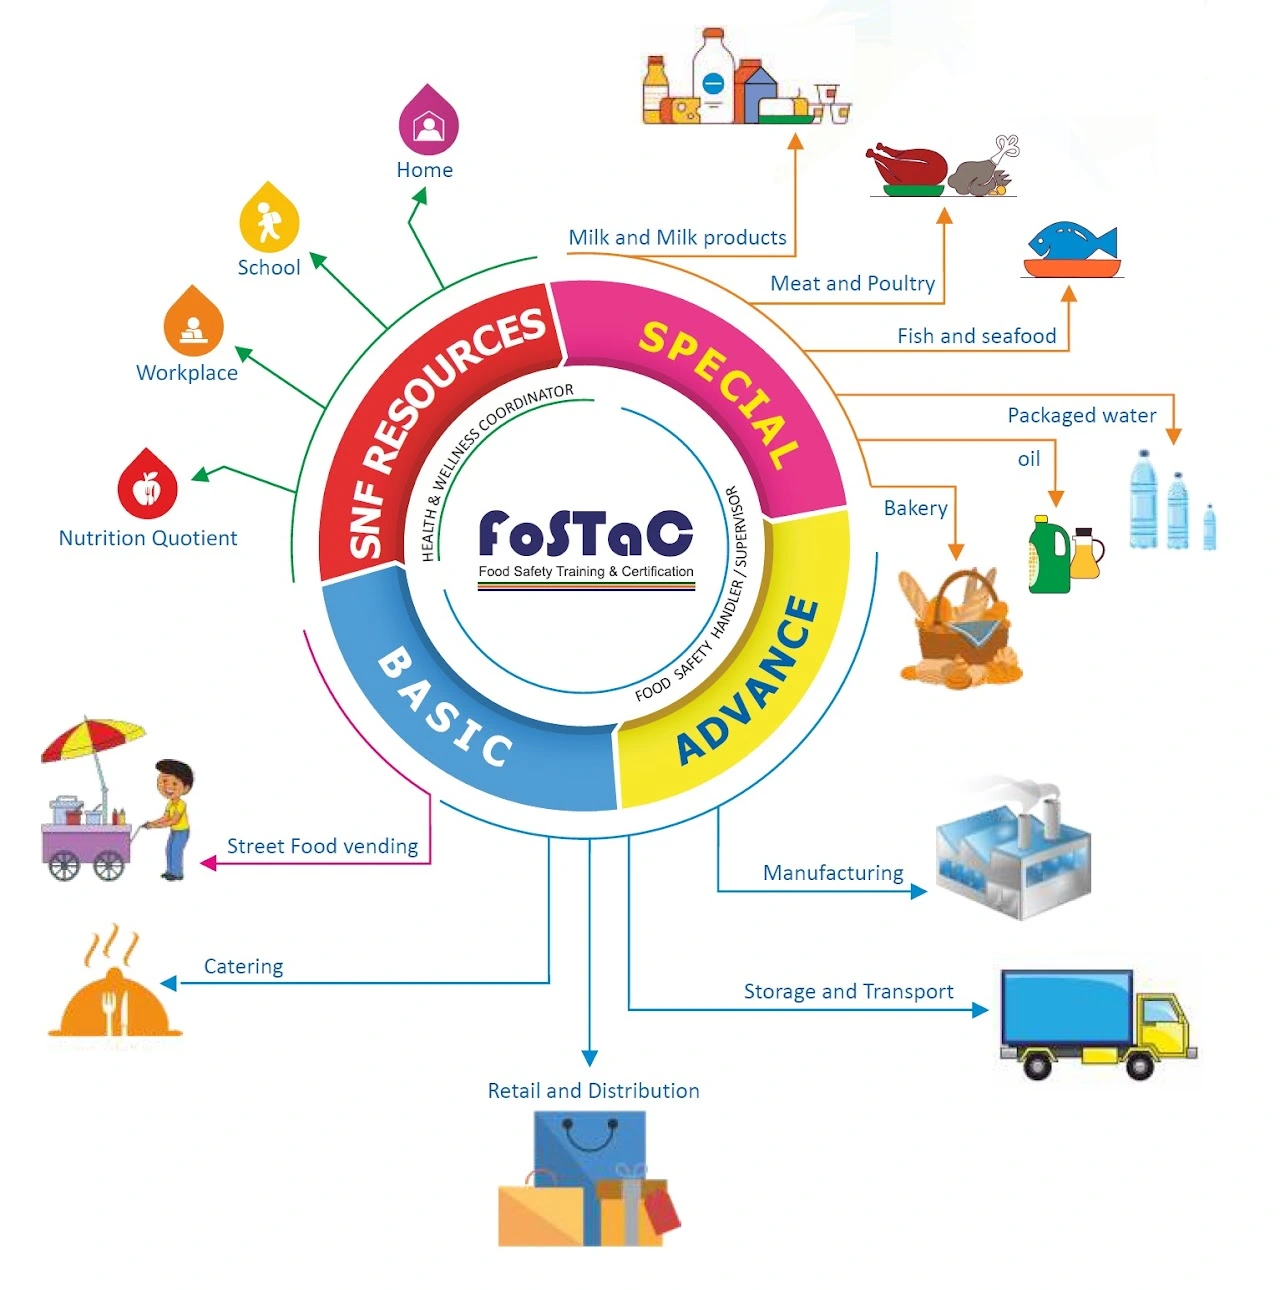 Home
School
Workplace
Nutrition Quotient
Milk and Milk products
Meat and Poultry
Fish and seafood
Packaged water
oil
Bakery
SNF RESOURCES
SPECIAL
HEALTH & WELLNESS COORDINATOR
FoSTaC
Food Safety Training & Certification
FOOD SAFETY HANDLER / SUPERVISOR
BASIC
ADVANCE
Street Food vending
Manufacturing
Catering
Storage and Transport
Retail and Distribution